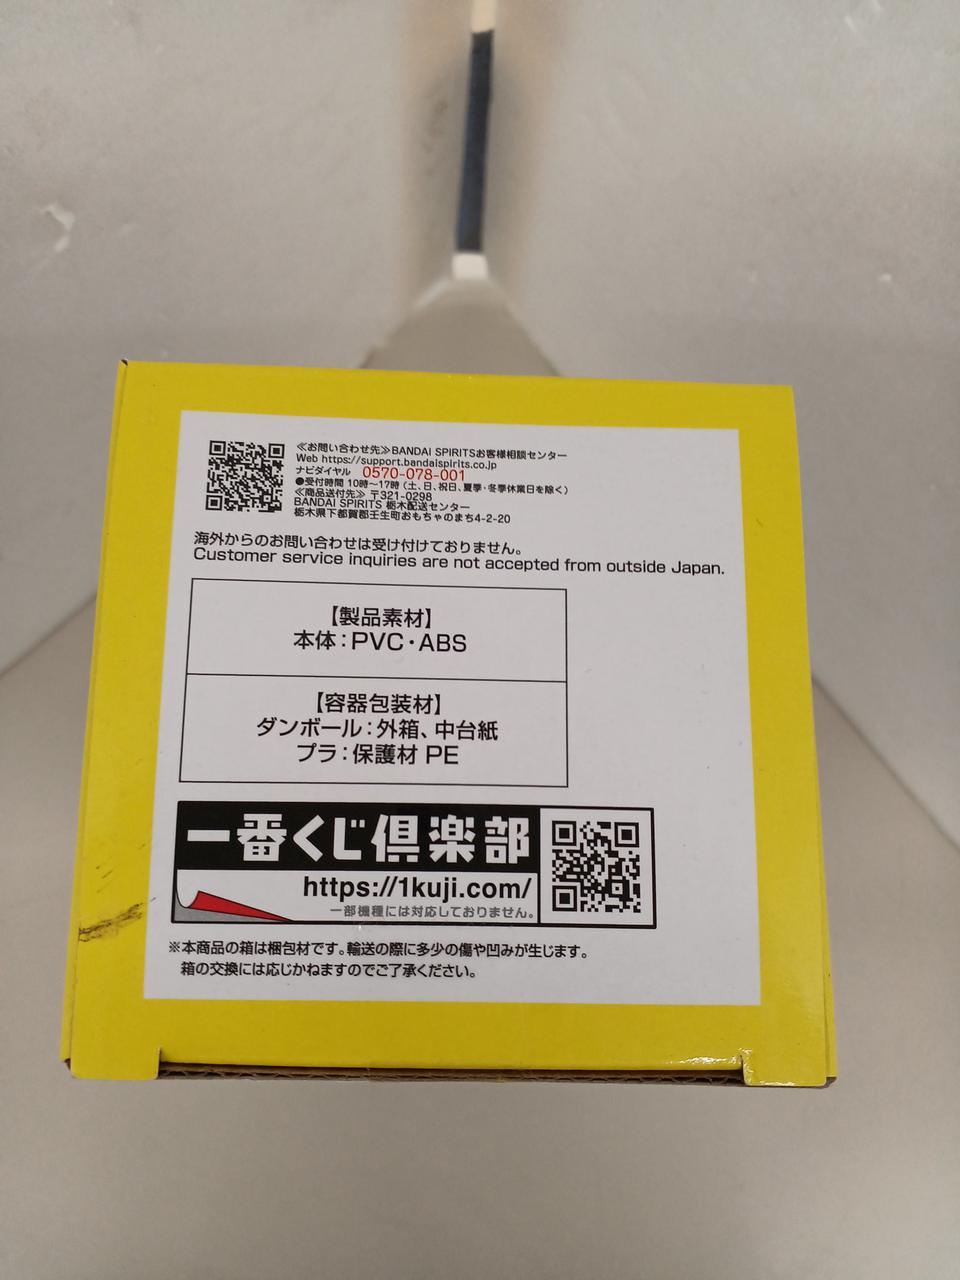 ≪お問い合わせ先≫BANDAI SPIRITSお客様相談センター
Web https://support.bandaispirits.co.jp
ナビダイヤル 0570-078-001
●受付時間 10時〜17時（土、日、祝日、夏季・冬季休業日を除く）
≪商品送付先≫ 〒321-0298
BANDAI SPIRITS 栃木配送センター
栃木県下都賀郡壬生町おもちゃのまち4-2-20
海外からのお問い合わせは受け付けておりません。
Customer service inquiries are not accepted from outside Japan.
【製品素材】
本体：PVC・ABS
【容器包装材】
ダンボール：外箱、中台紙
プラ：保護材 PE
一番くじ倶楽部
https://1kuji.com/
一部機種には対応しておりません。
※本商品の箱は梱包材です。輸送の際に多少の傷や凹みが生じます。
箱の交換には応じかねますのでご了承ください。